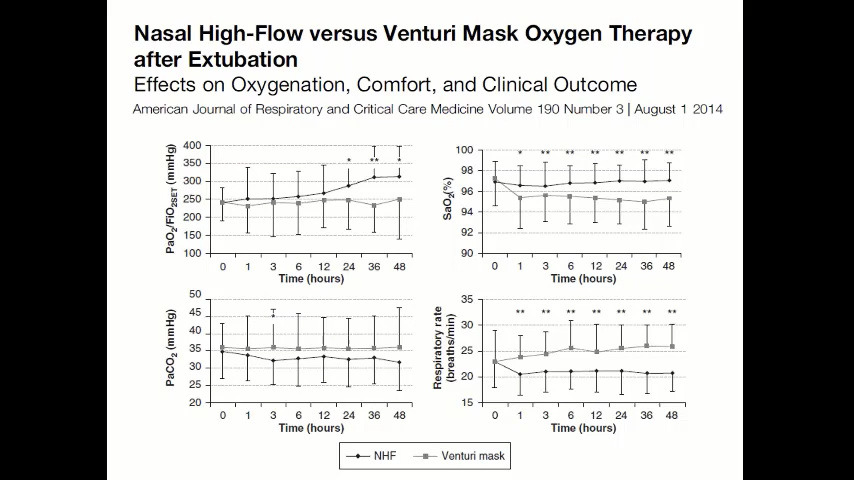 Nasal High-Flow versus Venturi Mask Oxygen Therapy
after Extubation
Effects on Oxygenation, Comfort, and Clinical Outcome
American Journal of Respiratory and Critical Care Medicine Volume 190 Number 3 | August 1 2014
PaO2/FiO2SET (mmHg)
400
350
300
250
200
150
100
* ** *
0 1 3 6 12 24 36 48
Time (hours)
SaO2(%)
100
98
96
94
92
90
* ** ** ** ** ** **
0 1 3 6 12 24 36 48
Time (hours)
PaCO2 (mmHg)
50
45
40
35
30
25
20
*
0 1 3 6 12 24 36 48
Time (hours)
Respiratory rate
(breaths/min)
35
30
25
20
15
** ** ** ** ** ** **
0 1 3 6 12 24 36 48
Time (hours)
NHF Venturi mask